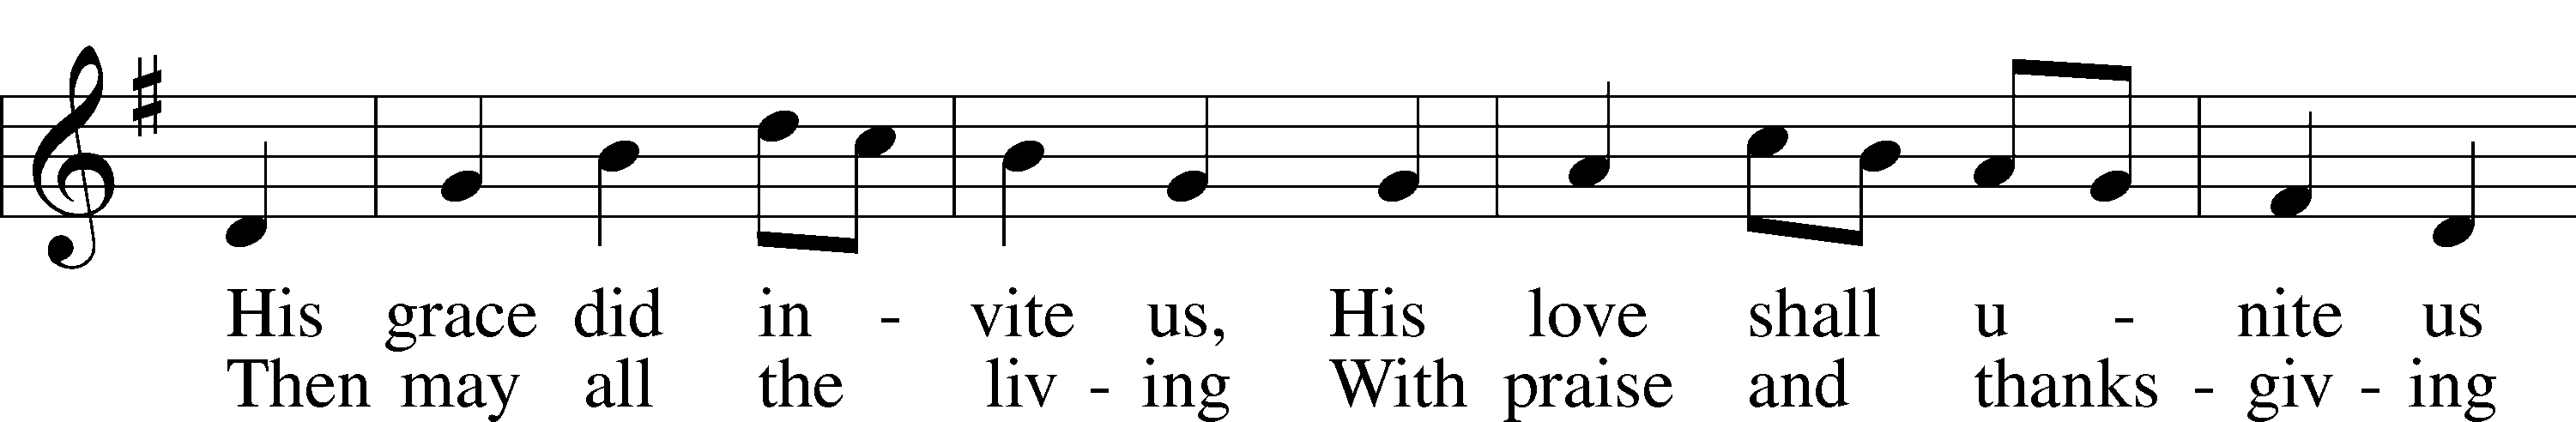 His grace did in - vite us, His love shall u - nite us
Then may all the liv - ing With praise and thanks - giv - ing